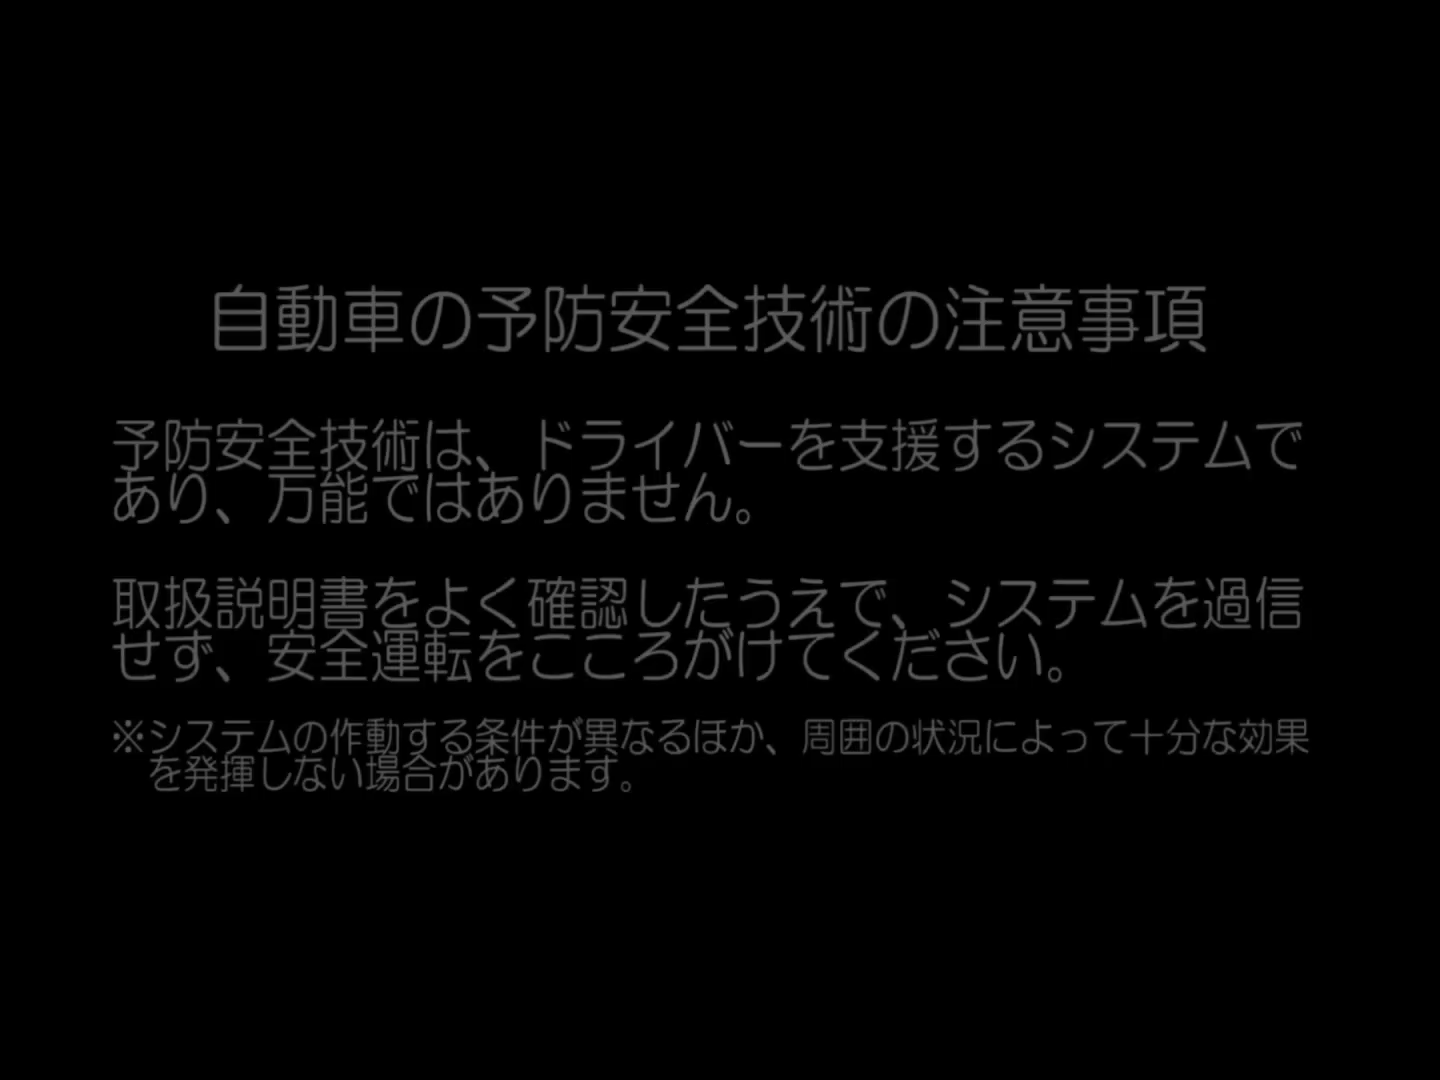 自動車の予防安全技術の注意事項
予防安全技術は、ドライバーを支援するシステムで
あり、万能ではありません。
取扱説明書をよく確認したうえで、システムを過信
せず、安全運転をこころがけてください。
※システムの作動する条件が異なるほか、周囲の状況によって十分な効果
を発揮しない場合があります。